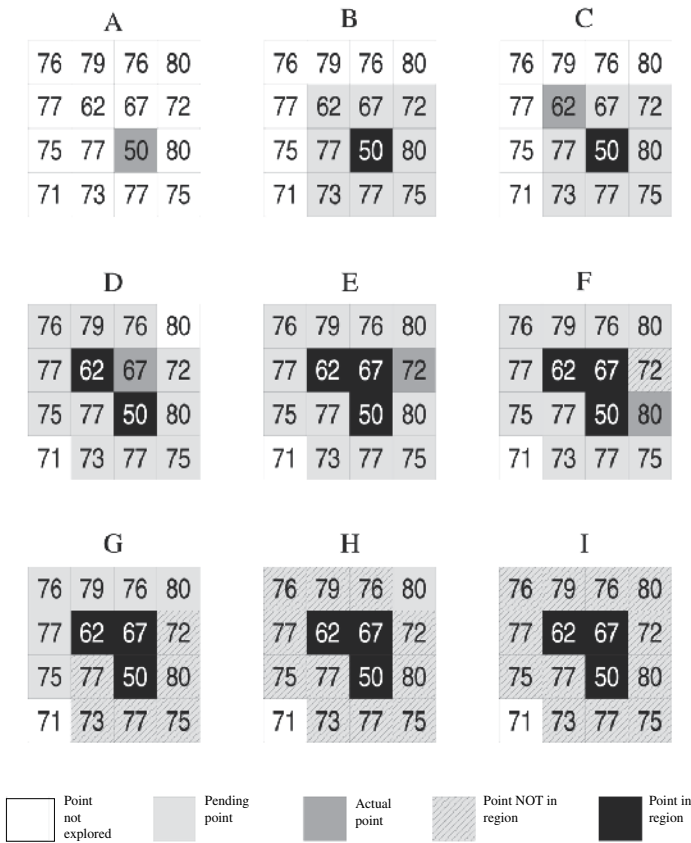 A B C
76 79 76 80 76 79 76 80 76 79 76 80
77 62 67 72 77 62 67 72 77 62 67 72
75 77 50 80 75 77 50 80 75 77 50 80
71 73 77 75 71 73 77 75 71 73 77 75
D E F
76 79 76 80 76 79 76 80 76 79 76 80
77 62 67 72 77 62 67 72 77 62 67 72
75 77 50 80 75 77 50 80 75 77 50 80
71 73 77 75 71 73 77 75 71 73 77 75
G H I
76 79 76 80 76 79 76 80 76 79 76 80
77 62 67 72 77 62 67 72 77 62 67 72
75 77 50 80 75 77 50 80 75 77 50 80
71 73 77 75 71 73 77 75 71 73 77 75
Point
not
explored
Pending
point
Actual
point
Point NOT in
region
Point in
region